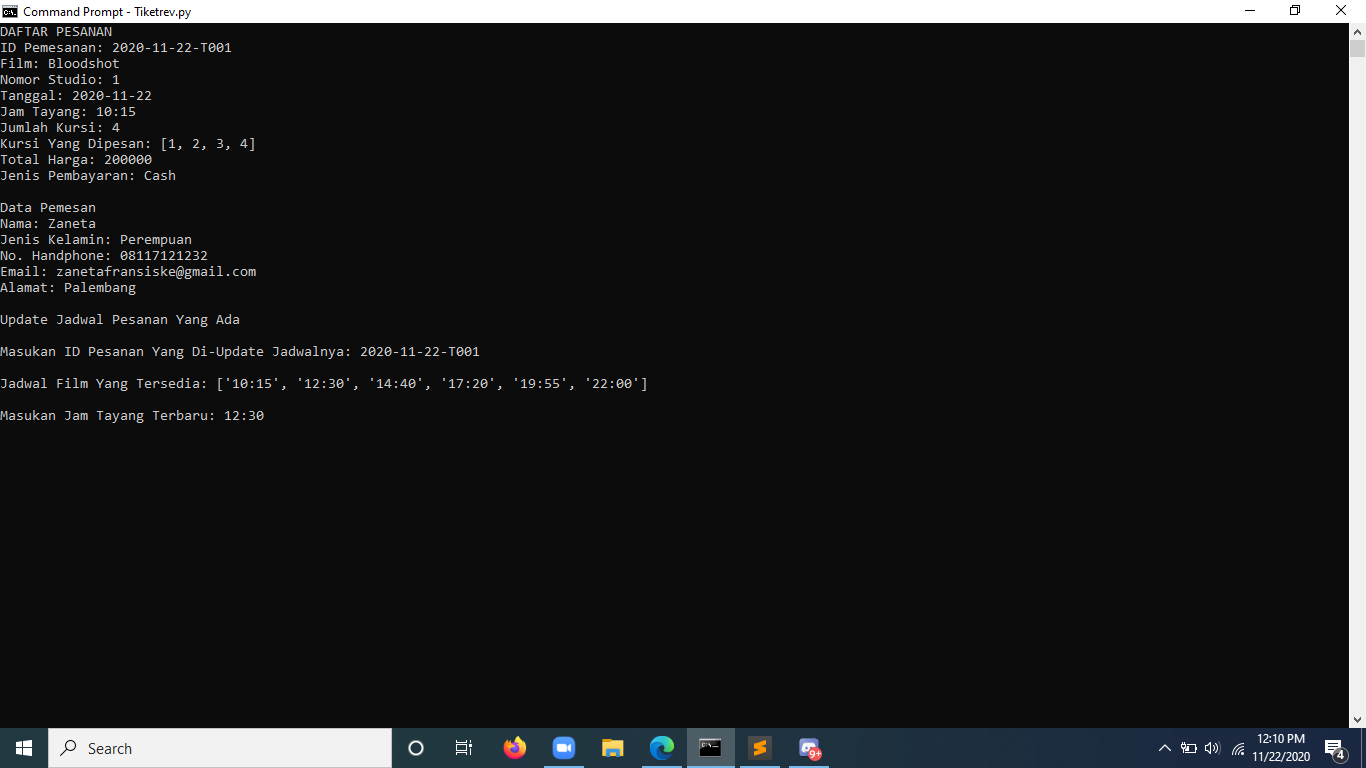 Command Prompt - Tiketrev.py
DAFTAR PESANAN
ID Pemesanan: 2020-11-22-T001
Film: Bloodshot
Nomor Studio: 1
Tanggal: 2020-11-22
Jam Tayang: 10:15
Jumlah Kursi: 4
Kursi Yang Dipesan: [1, 2, 3, 4]
Total Harga: 200000
Jenis Pembayaran: Cash
Data Pemesan
Nama: Zaneta
Jenis Kelamin: Perempuan
No. Handphone: 08117121232
Email: zanetafransiske@gmail.com
Alamat: Palembang
Update Jadwal Pesanan Yang Ada
Masukan ID Pesanan Yang Di-Update Jadwalnya: 2020-11-22-T001
Jadwal Film Yang Tersedia: ['10:15', '12:30', '14:40', '17:20', '19:55', '22:00']
Masukan Jam Tayang Terbaru: 12:30
Search
9+
12:10 PM
11/22/2020
4